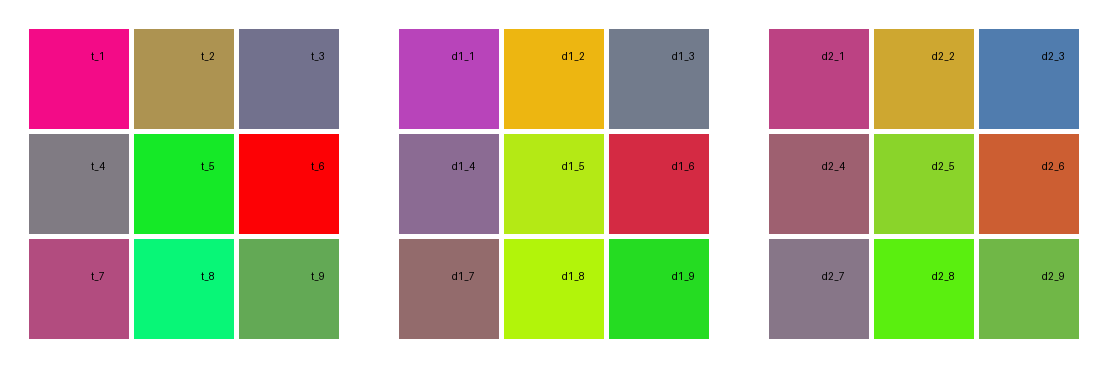 t_1 t_2 t_3 d1_1 d1_2 d1_3 d2_1 d2_2 d2_3
t_4 t_5 t_6 d1_4 d1_5 d1_6 d2_4 d2_5 d2_6
t_7 t_8 t_9 d1_7 d1_8 d1_9 d2_7 d2_8 d2_9